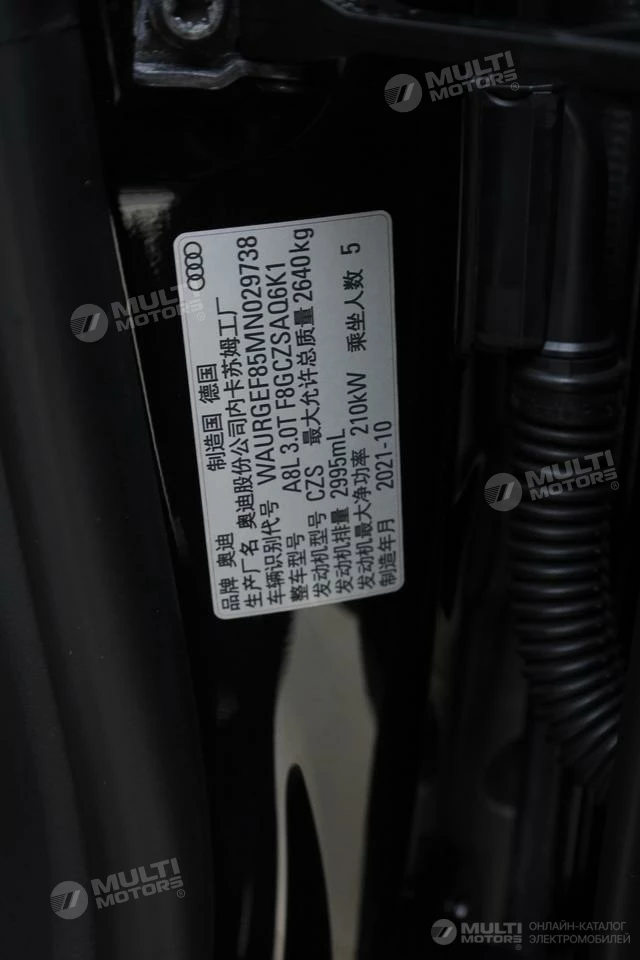 MULTI
MOTORS®
MULTI
MOTORS
品牌 奥迪 制造国 德国
生产厂名 奥迪股份公司内卡苏姆工厂
车辆识别代号 WAURGEF85MN029738
整车型号 A8L 3.0T F8GCZSAQ6K1
发动机型号 CZS 最大允许总质量 2640kg
发动机排量 2995mL
发动机最大净功率 210kW 乘坐人数 5
制造年月 2021-10
MULTI
MOTORS®
MULTI
MOTORS®
MULTI
MOTORS®
ОНЛАЙН-КАТАЛОГ
ЭЛЕКТРОМОБИЛЕЙ